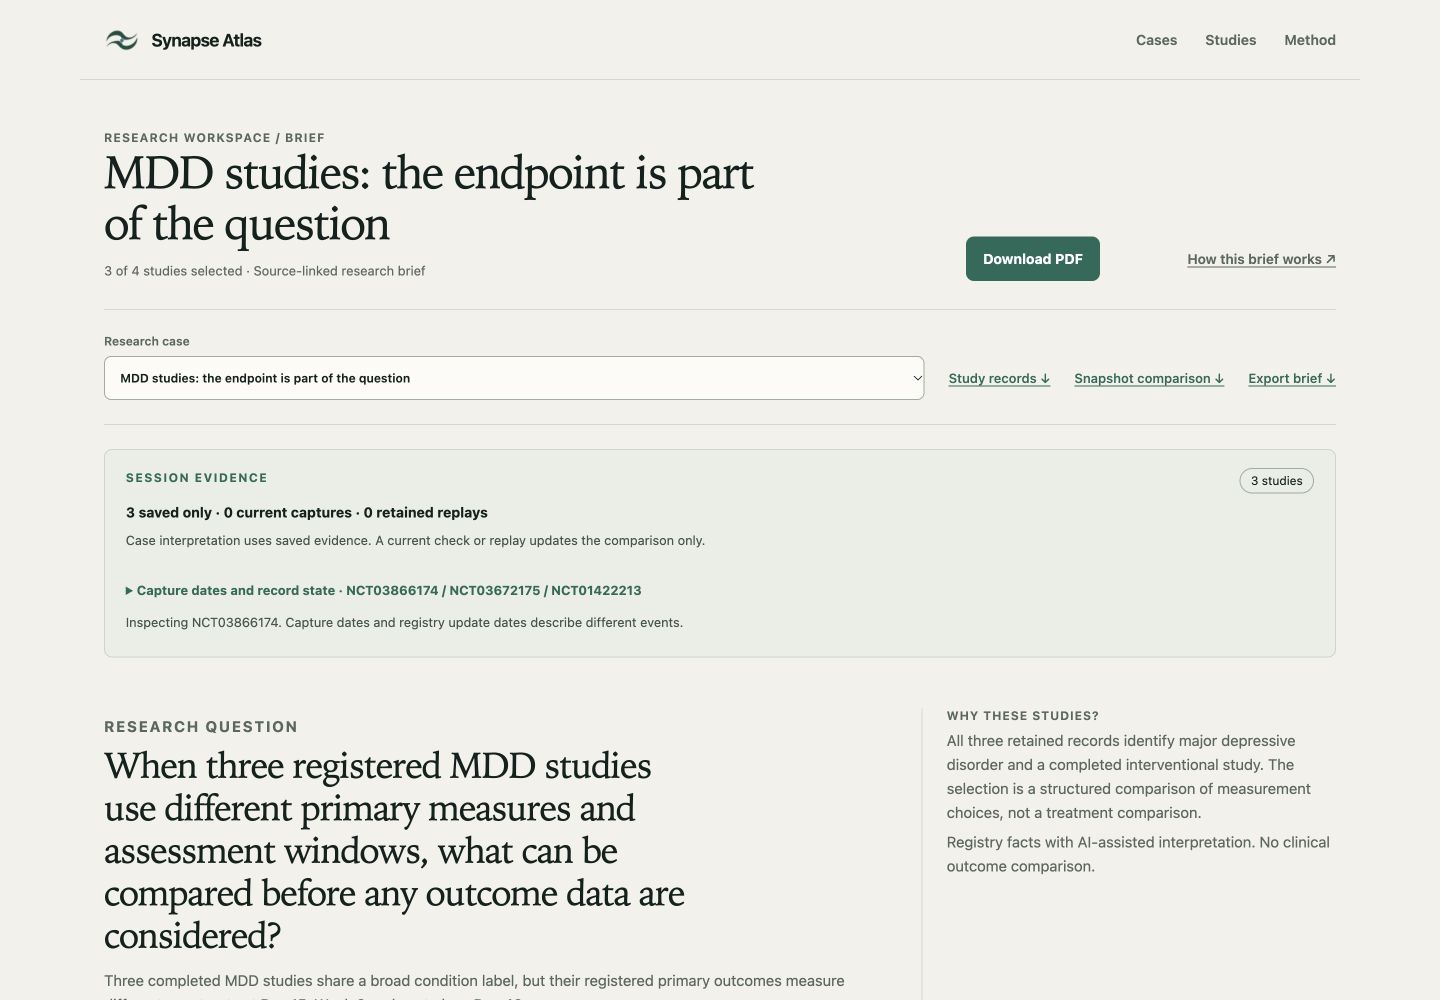 Synapse Atlas
Cases
Studies
Method
RESEARCH WORKSPACE / BRIEF
MDD studies: the endpoint is part
of the question
3 of 4 studies selected · Source-linked research brief
Download PDF
How this brief works ↗
Research case
MDD studies: the endpoint is part of the question
Study records ↓
Snapshot comparison ↓
Export brief ↓
SESSION EVIDENCE
3 studies
3 saved only · 0 current captures · 0 retained replays
Case interpretation uses saved evidence. A current check or replay updates the comparison only.
▶ Capture dates and record state · NCT03866174 / NCT03672175 / NCT01422213
Inspecting NCT03866174. Capture dates and registry update dates describe different events.
RESEARCH QUESTION
When three registered MDD studies
use different primary measures and
assessment windows, what can be
compared before any outcome data are
considered?
Three completed MDD studies share a broad condition label, but their registered primary outcomes measure
WHY THESE STUDIES?
All three retained records identify major depressive
disorder and a completed interventional study. The
selection is a structured comparison of measurement
choices, not a treatment comparison.
Registry facts with AI-assisted interpretation. No clinical
outcome comparison.